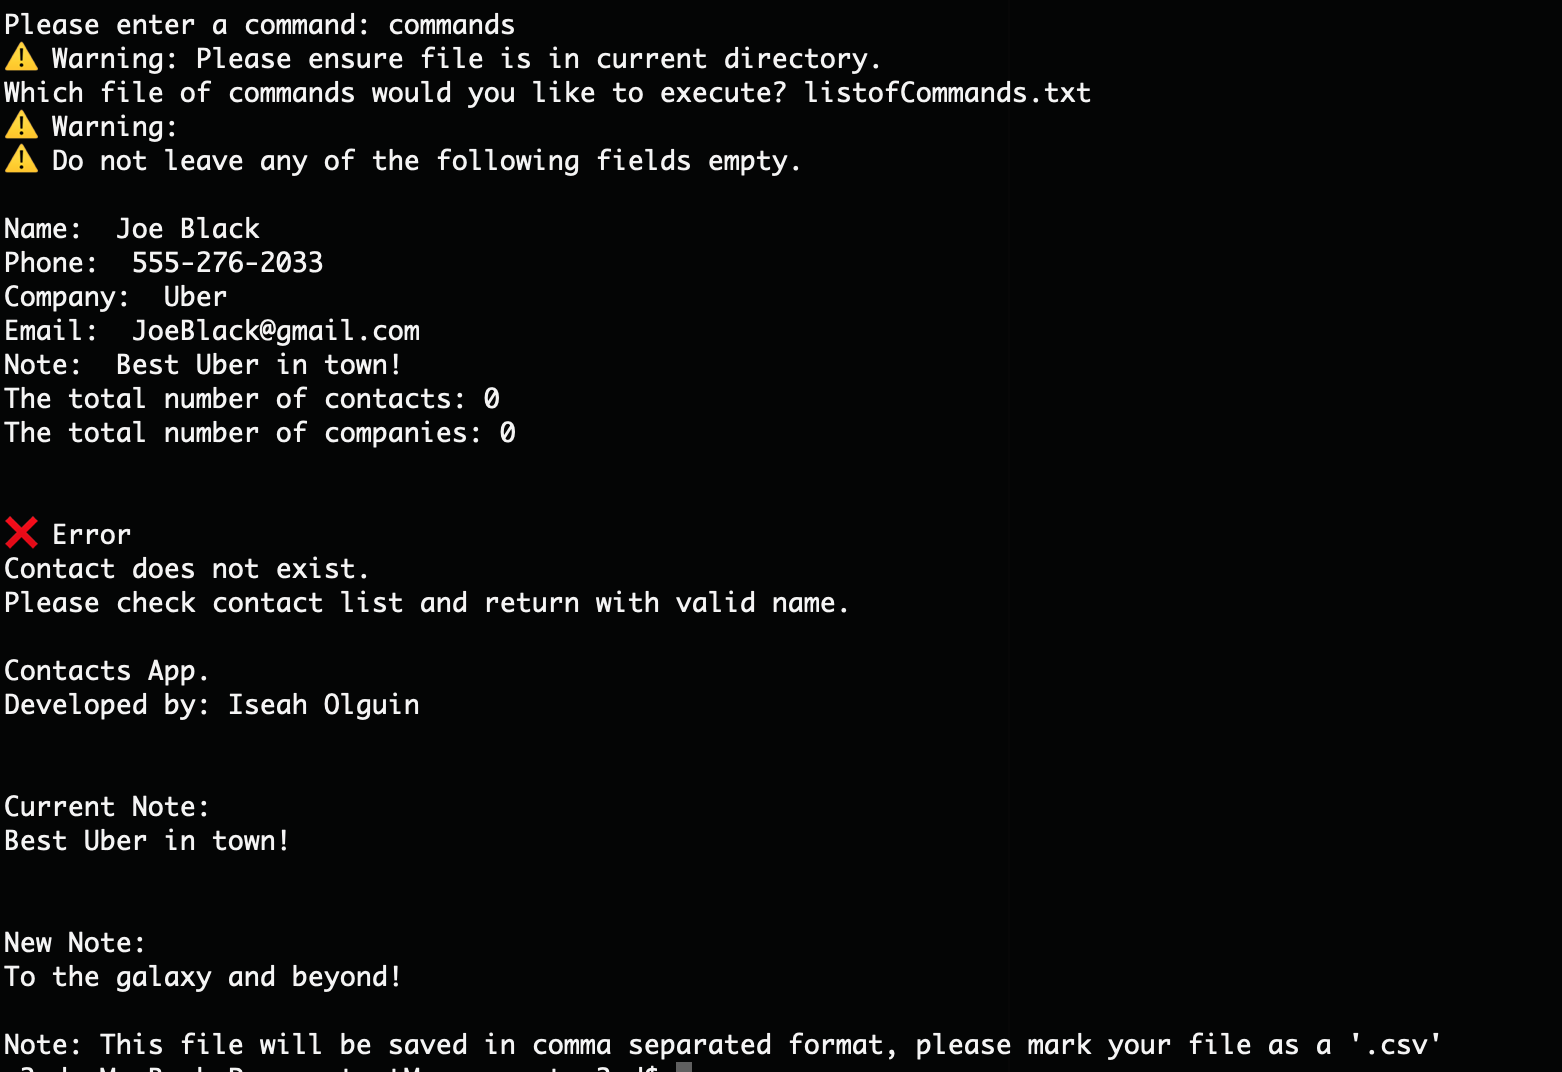 Please enter a command: commands
⚠️ Warning: Please ensure file is in current directory.
Which file of commands would you like to execute? listofCommands.txt
⚠️ Warning:
⚠️ Do not leave any of the following fields empty.
Name:  Joe Black
Phone:  555-276-2033
Company:  Uber
Email:  JoeBlack@gmail.com
Note:  Best Uber in town!
The total number of contacts: 0
The total number of companies: 0
❌ Error
Contact does not exist.
Please check contact list and return with valid name.
Contacts App.
Developed by: Iseah Olguin
Current Note:
Best Uber in town!
New Note:
To the galaxy and beyond!
Note: This file will be saved in comma separated format, please mark your file as a '.csv'